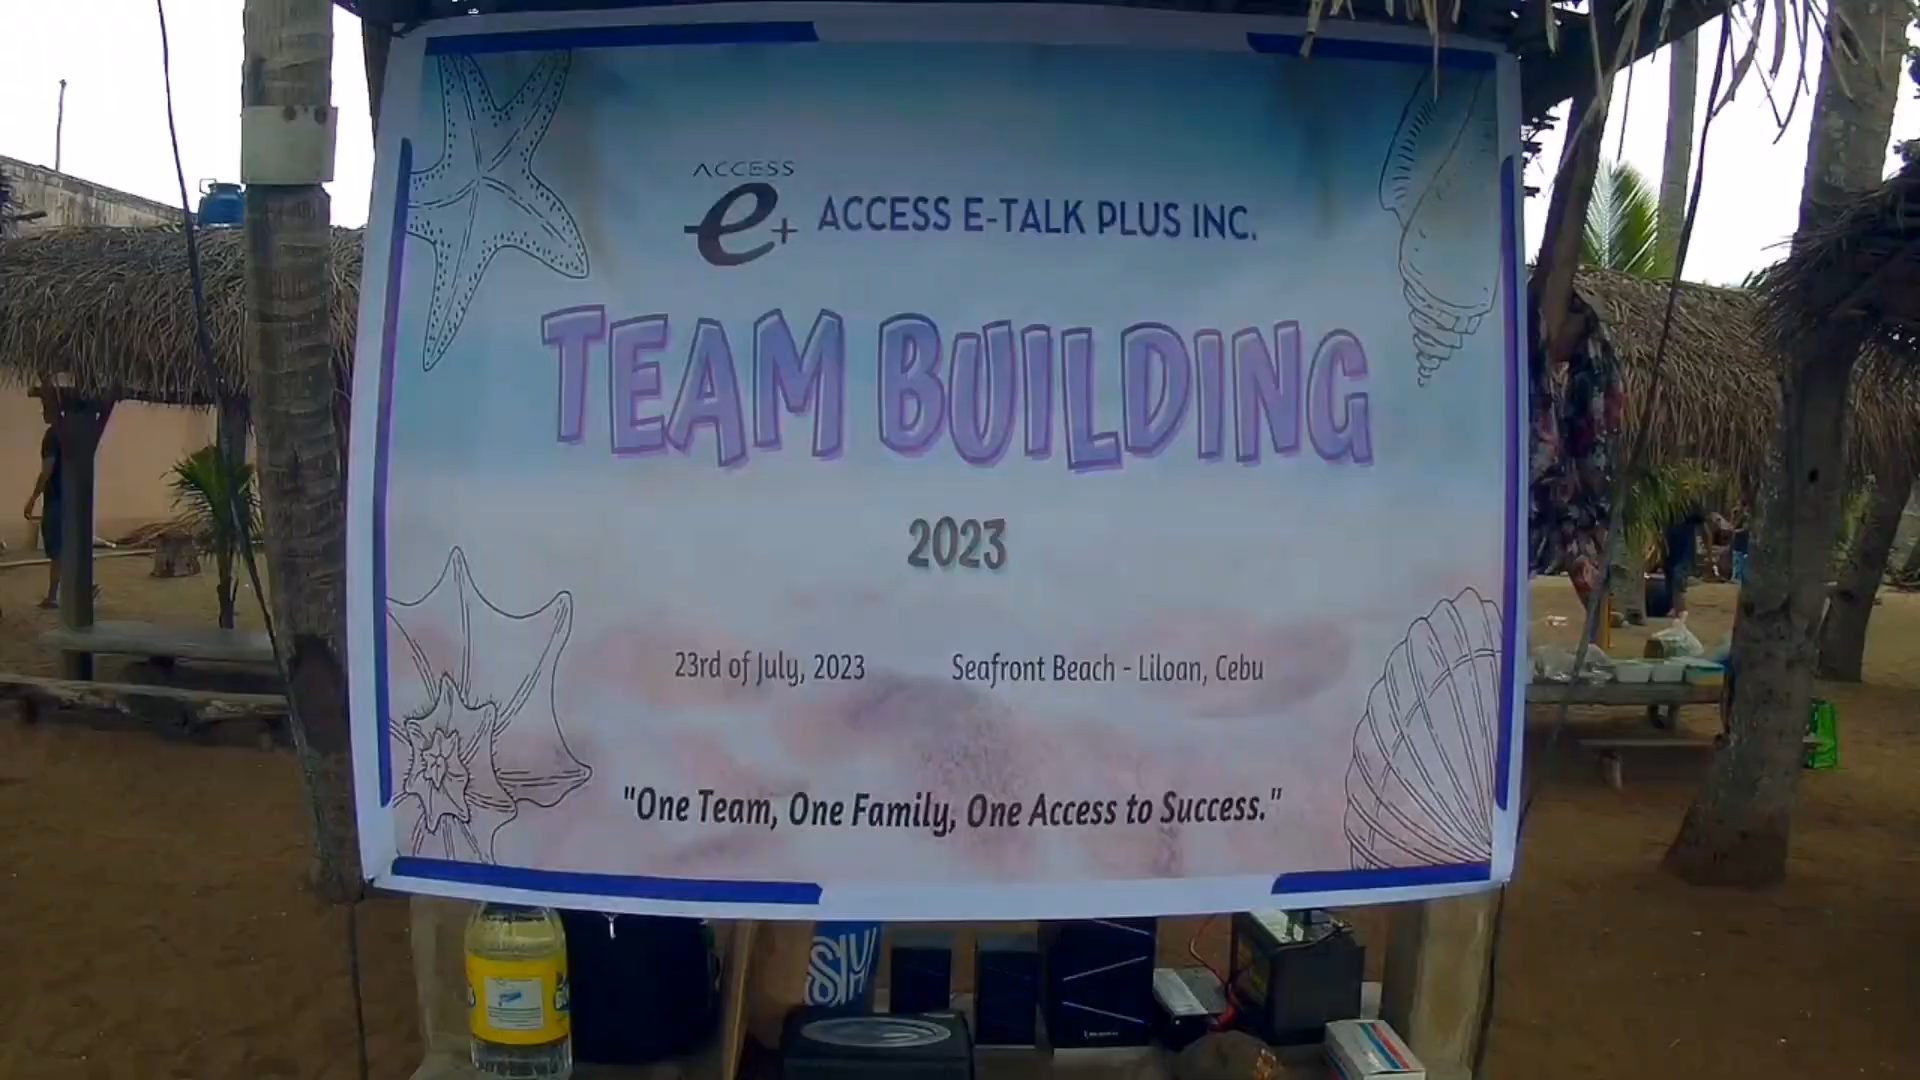 ACCESS
e+
ACCESS E-TALK PLUS INC.
TEAM BUILDING
2023
23rd of July, 2023
Seafront Beach - Liloan, Cebu
"One Team, One Family, One Access to Success."
SM